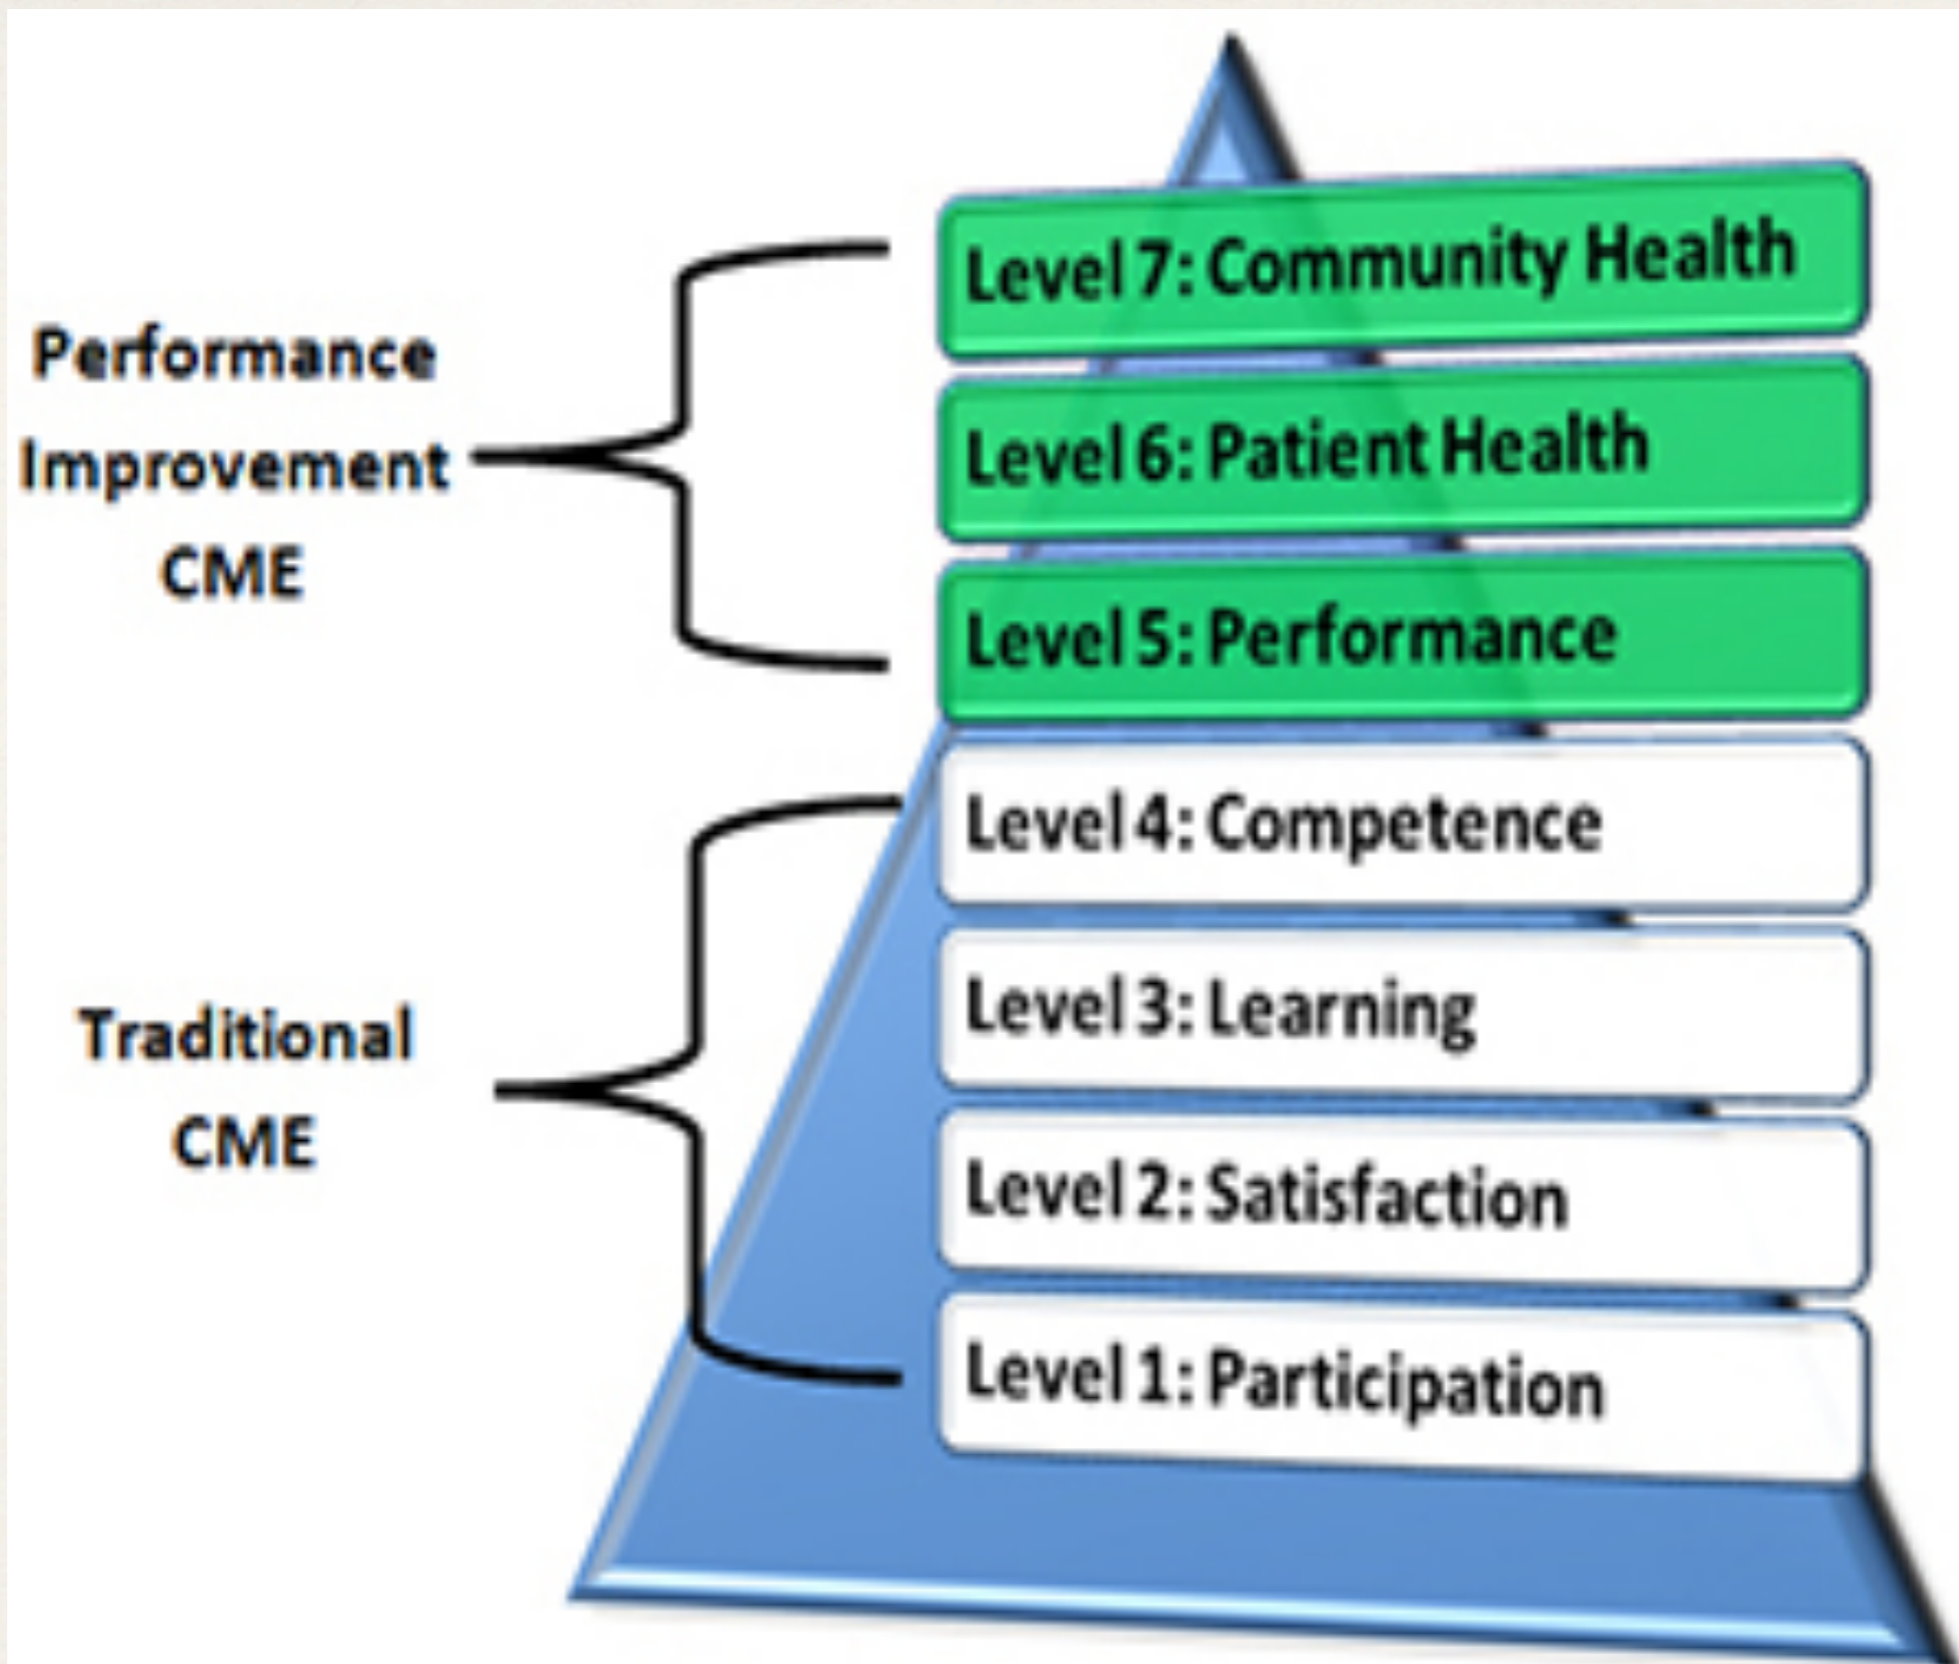 Performance
Improvement
CME
Level 7: Community Health
Level 6: Patient Health
Level 5: Performance
Traditional
CME
Level 4: Competence
Level 3: Learning
Level 2: Satisfaction
Level 1: Participation